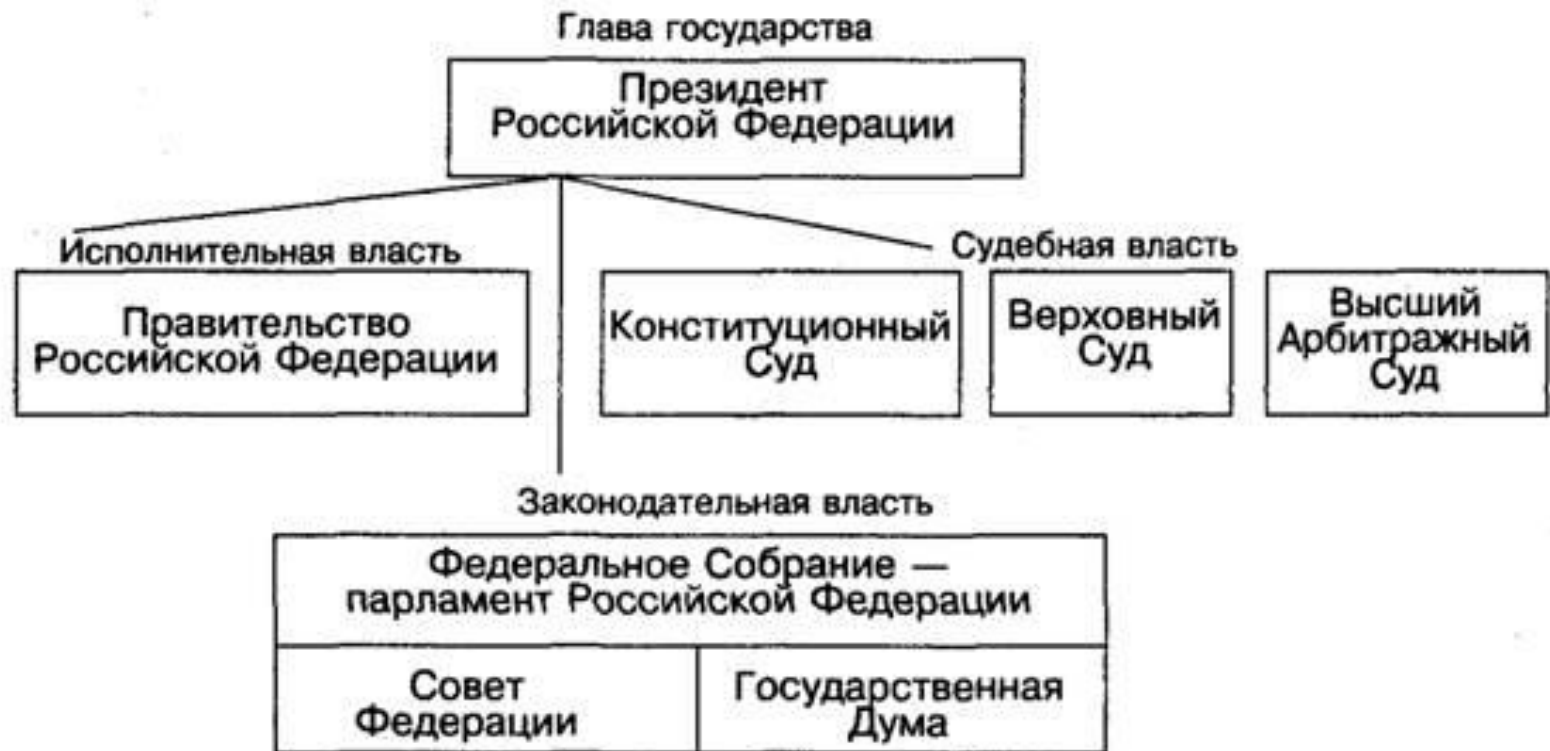 Глава государства
Президент
Российской Федерации
Исполнительная власть
Судебная власть
Правительство
Российской Федерации
Конституционный
Суд
Верховный
Суд
Высший
Арбитражный
Суд
Законодательная власть
Федеральное Собрание —
парламент Российской Федерации
Совет
Федерации
Государственная
Дума